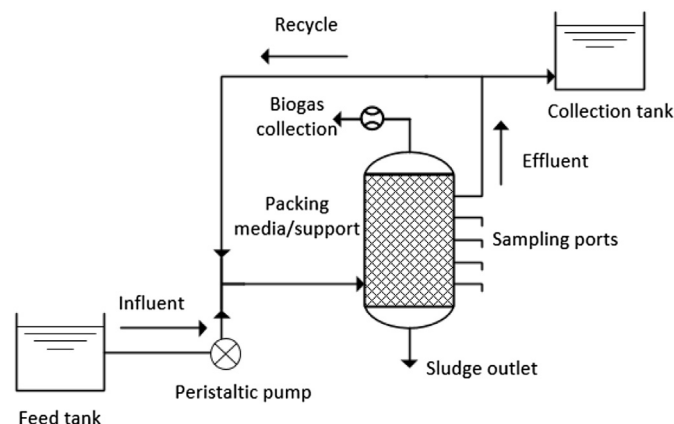 Recycle
Biogas
collection
Collection tank
Effluent
Packing
media/support
Sampling ports
Influent
Peristaltic pump
Sludge outlet
Feed tank